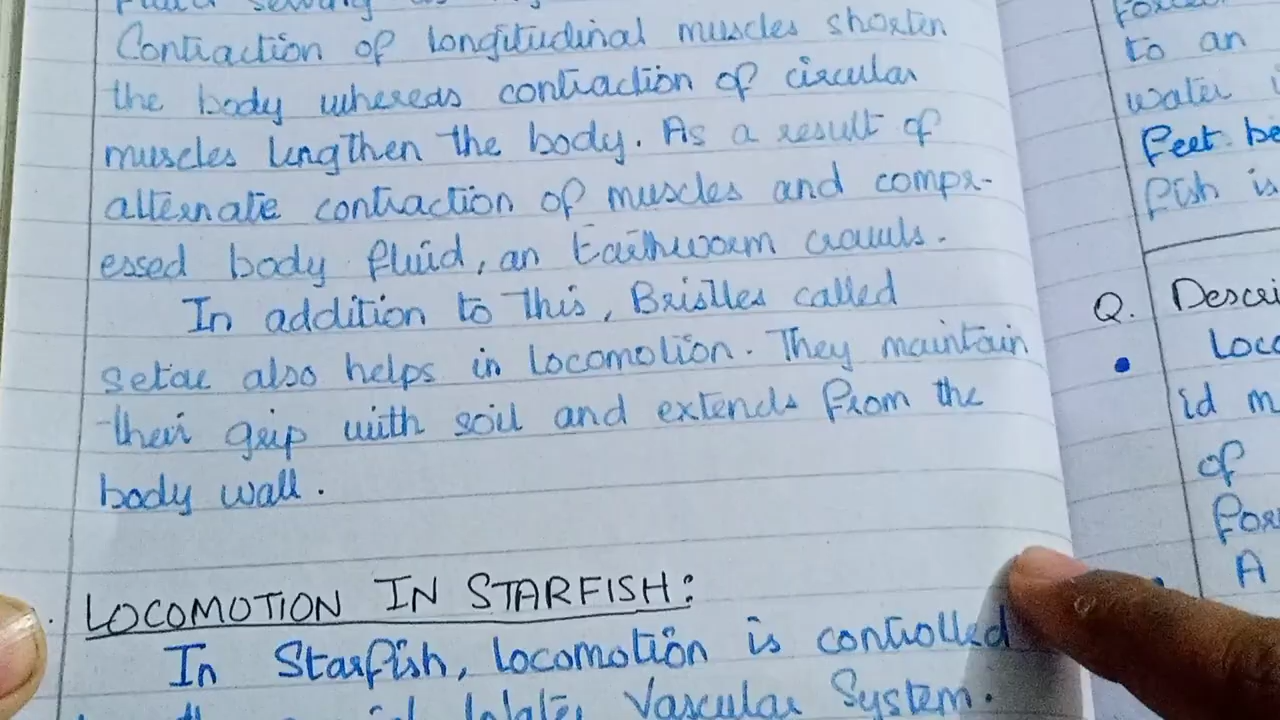 Contraction of longitudinal muscles shorten
the body whereas contraction of circular
muscles lengthen the body. As a result of
alternate contraction of muscles and compr-
essed body fluid, an Earthworm crawls.
In addition to this, Bristles called
setae also helps in locomotion. They maintain
their grip with soil and extends from the
body wall.
LOCOMOTION IN STARFISH:
In Starfish, locomotion is controlled
Water Vascular System.
to an
water
feet be
fish is
Q. Descri
Loco
id m
of
For
A